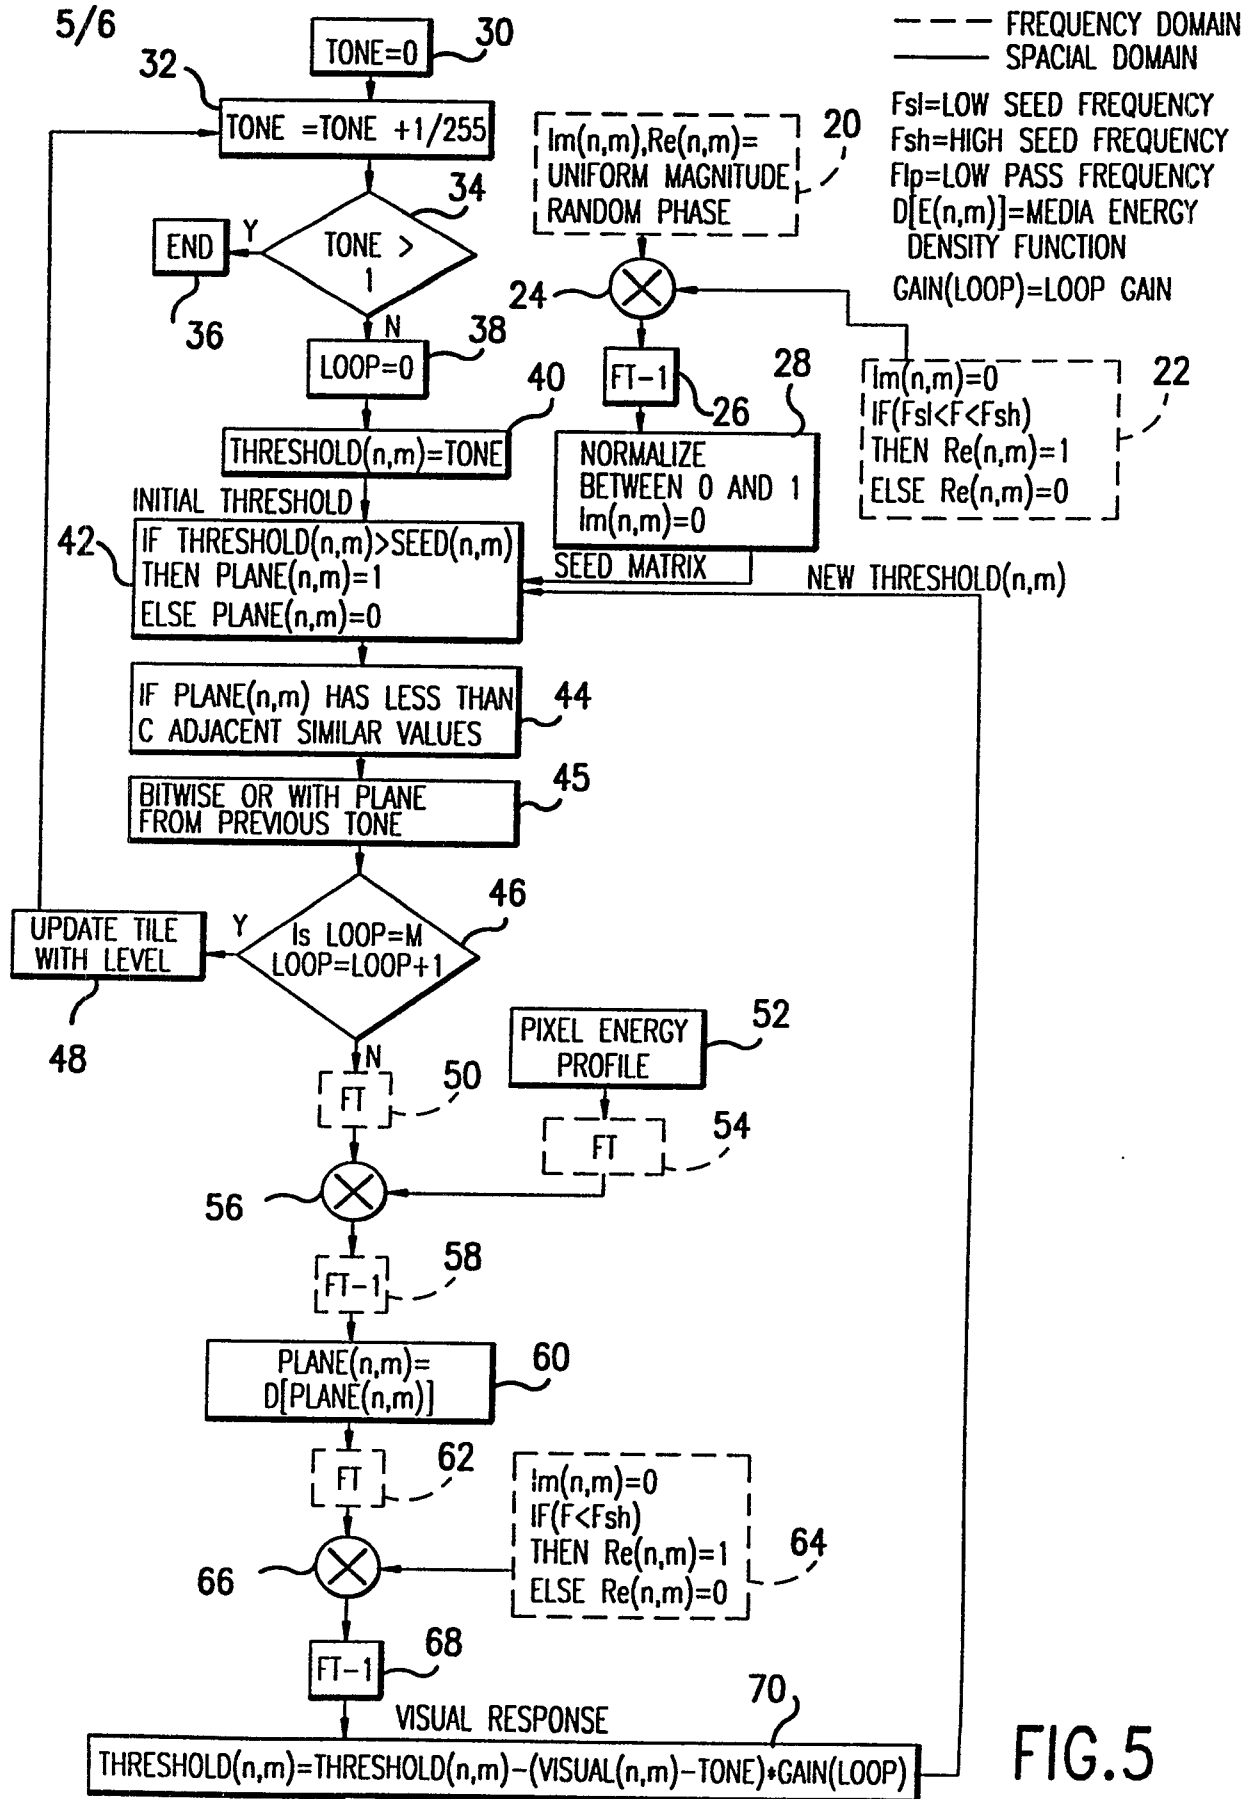 5/6
TONE=0
30
32
TONE =TONE +1/255
34
TONE >
1
Y
END
36
N
38
LOOP=0
40
THRESHOLD(n,m)=TONE
INITIAL THRESHOLD
Im(n,m),Re(n,m)=
UNIFORM MAGNITUDE
RANDOM PHASE
20
24
FT-1
26
28
NORMALIZE
BETWEEN 0 AND 1
Im(n,m)=0
SEED MATRIX
FREQUENCY DOMAIN
SPACIAL DOMAIN
Fsl=LOW SEED FREQUENCY
Fsh=HIGH SEED FREQUENCY
Flp=LOW PASS FREQUENCY
D[E(n,m)]=MEDIA ENERGY
DENSITY FUNCTION
GAIN(LOOP)=LOOP GAIN
Im(n,m)=0
IF(Fsl<F<Fsh)
THEN Re(n,m)=1
ELSE Re(n,m)=0
22
NEW THRESHOLD(n,m)
42
IF THRESHOLD(n,m)>SEED(n,m)
THEN PLANE(n,m)=1
ELSE PLANE(n,m)=0
IF PLANE(n,m) HAS LESS THAN
C ADJACENT SIMILAR VALUES
44
BITWISE OR WITH PLANE
FROM PREVIOUS TONE
45
Is LOOP=M
LOOP=LOOP+1
46
Y
UPDATE TILE
WITH LEVEL
48
N
FT
50
PIXEL ENERGY
PROFILE
52
FT
54
56
FT-1
58
PLANE(n,m)=
D[PLANE(n,m)]
60
FT
62
Im(n,m)=0
IF(F<Fsh)
THEN Re(n,m)=1
ELSE Re(n,m)=0
64
66
FT-1
68
VISUAL RESPONSE
70
THRESHOLD(n,m)=THRESHOLD(n,m)-(VISUAL(n,m)-TONE)*GAIN(LOOP)
FIG.5